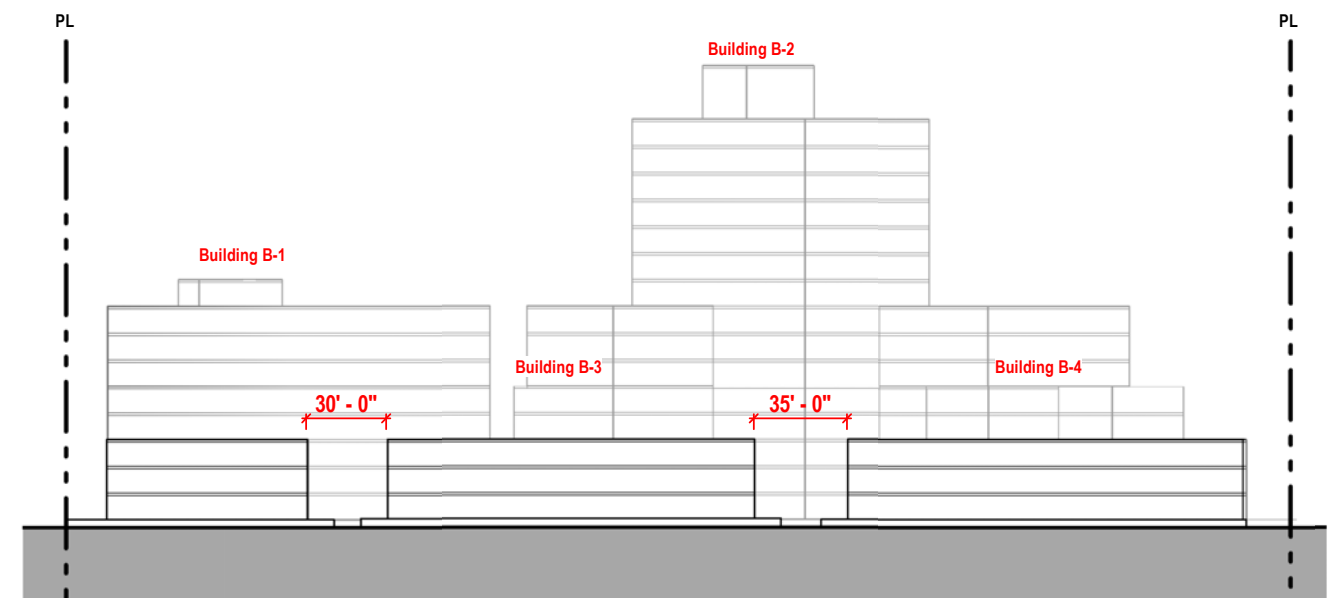 PL
PL
Building B-2
Building B-1
Building B-3
Building B-4
30' - 0"
35' - 0"